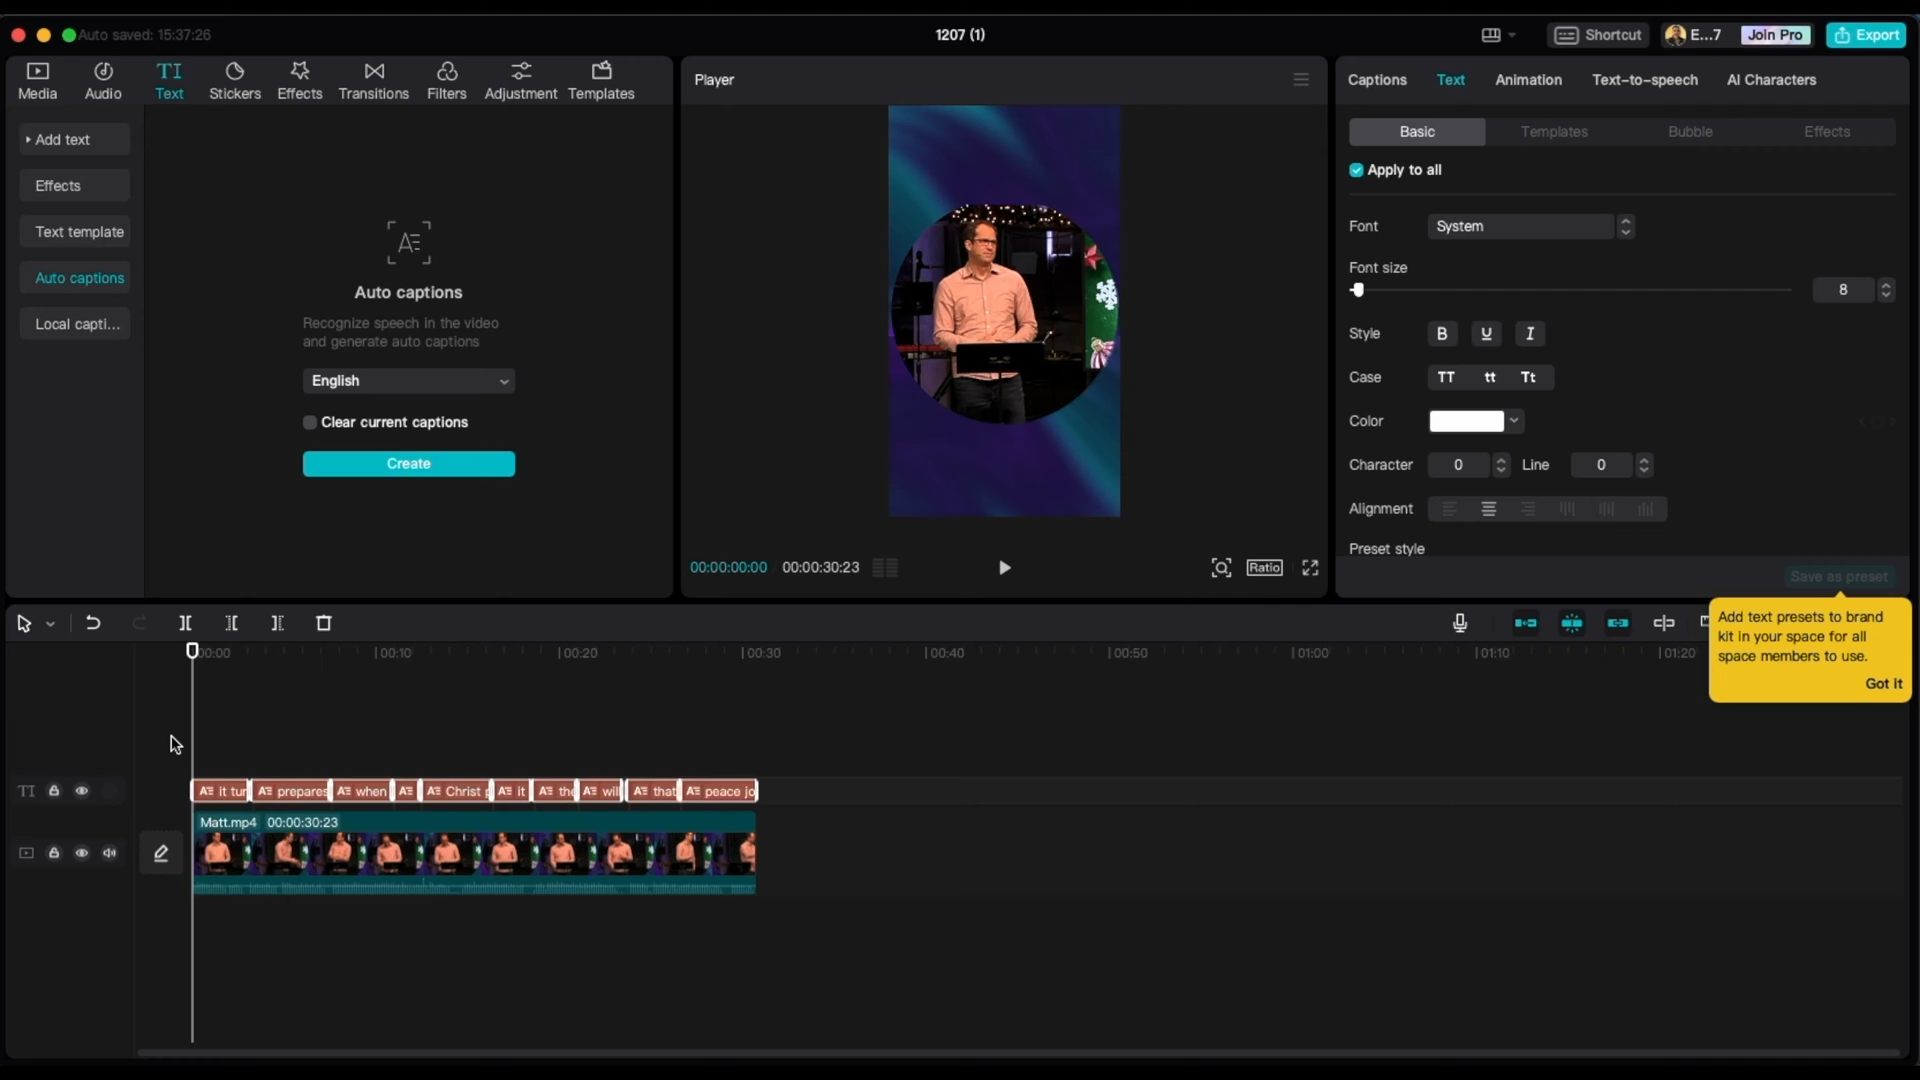 Auto saved: 15:37:26
1207 (1)
Shortcut
E...7
Join Pro
Export
Media
Audio
TI
Text
Stickers
Effects
Transitions
Filters
Adjustment
Templates
Add text
Effects
Text template
Auto captions
Local capti...
Auto captions
Recognize speech in the video
and generate auto captions
English
Clear current captions
Create
Player
00:00:00:00
00:00:30:23
Ratio
Captions
Text
Animation
Text-to-speech
AI Characters
Basic
Templates
Bubble
Effects
Apply to all
Font
System
Font size
8
Style
B
U
I
Case
TT
tt
Tt
Color
Character
0
Line
0
Alignment
Preset style
Save as preset
Add text presets to brand
kit in your space for all
space members to use.
Got it
00:00
00:10
00:20
00:30
00:40
00:50
01:00
01:10
01:20
TI
it tur
prepares
when
Christ p
it
the
will
that
peace jo
Matt.mp4 00:00:30:23